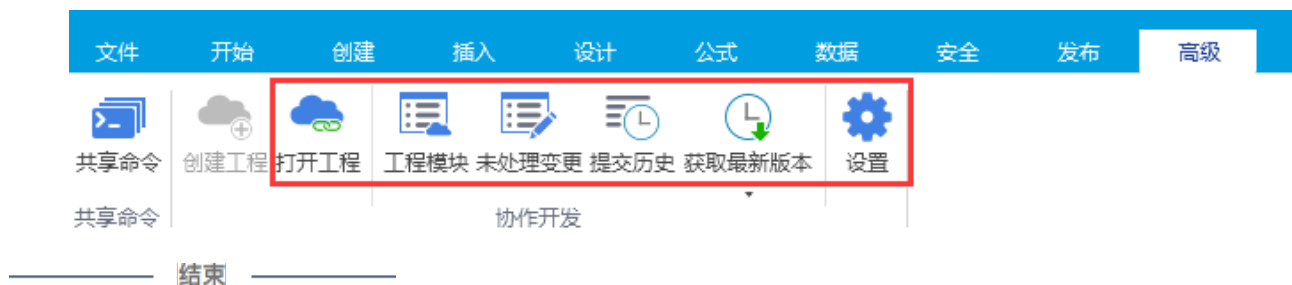 文件 开始 创建 插入 设计 公式 数据 安全 发布 高级
共享命令 创建工程 打开工程 工程模块 未处理变更 提交历史 获取最新版本 设置
共享命令 协作开发
结束